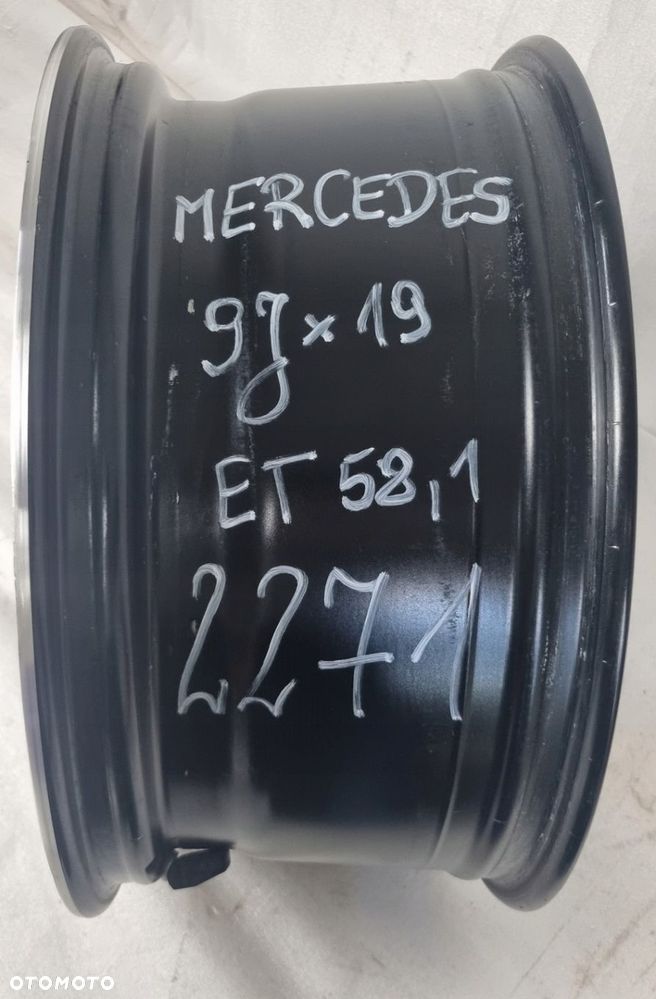 MERCEDES
9J x 19
ET 58,1
2271
OTOMOTO